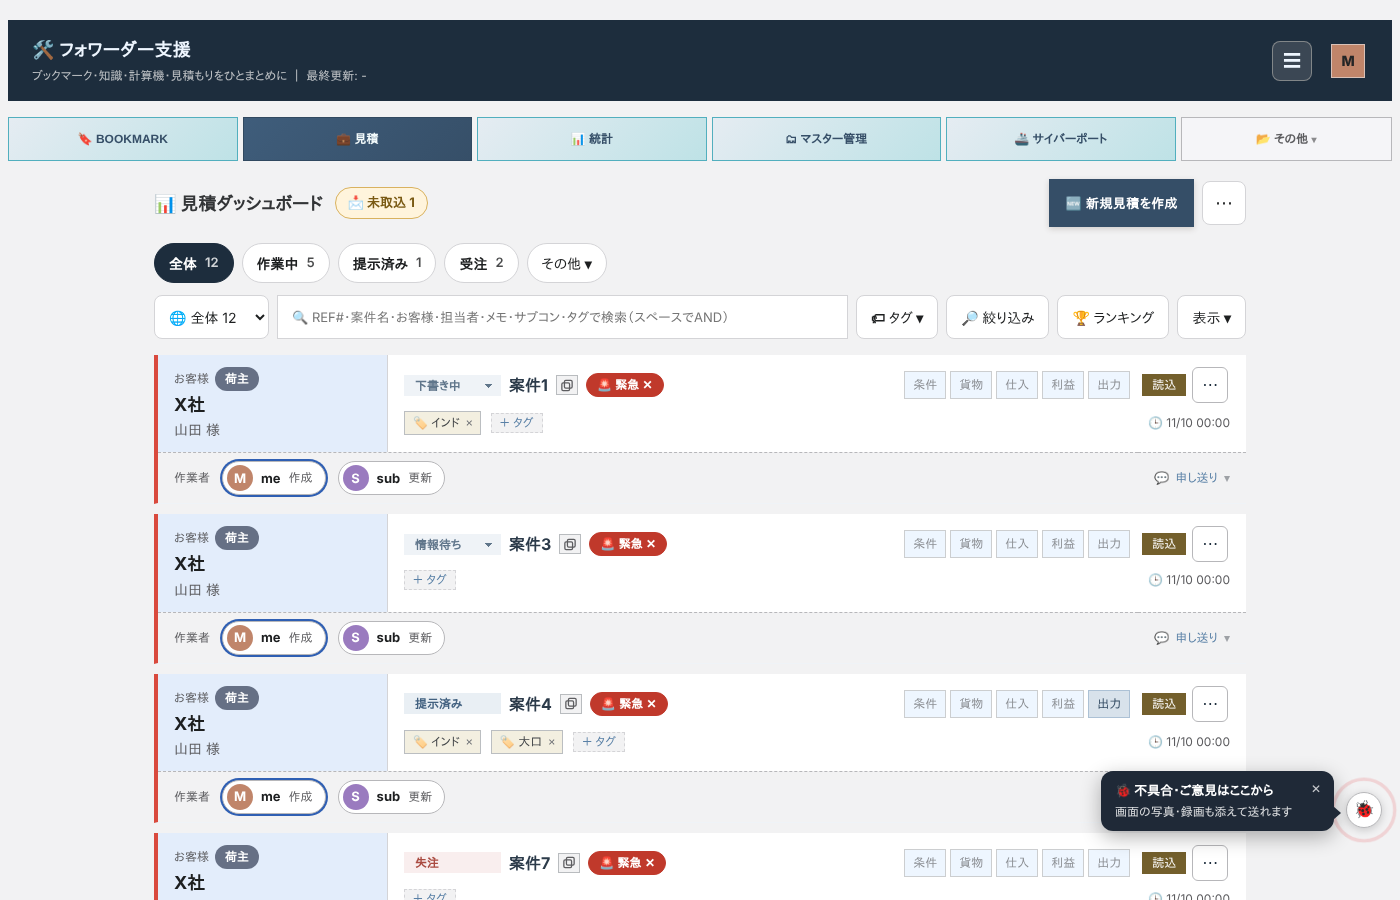 🛠️ フォワーダー支援
ブックマーク・知識・計算機・見積もりをひとまとめに ｜ 最終更新: -
☰
M
🔖 BOOKMARK
💼 見積
📊 統計
🗂 マスター管理
🚢 サイバーポート
📂 その他 ▾
📊 見積ダッシュボード
📩 未取込 1
🆕 新規見積を作成
…
全体 12
作業中 5
提示済み 1
受注 2
その他 ▾
🌐 全体 12
🔍 REF#・案件名・お客様・担当者・メモ・サブコン・タグで検索（スペースでAND）
🏷 タグ ▾
🔎 絞り込み
🏆 ランキング
表示 ▾
お客様 荷主
X社
山田 様
下書き中 案件1 🚨 緊急 ✕
条件 貨物 仕入 利益 出力 読込 …
🏷️ インド × ＋ タグ
🕒 11/10 00:00
作業者 M me 作成 S sub 更新
💬 申し送り ▾
お客様 荷主
X社
山田 様
情報待ち 案件3 🚨 緊急 ✕
条件 貨物 仕入 利益 出力 読込 …
＋ タグ
🕒 11/10 00:00
作業者 M me 作成 S sub 更新
💬 申し送り ▾
お客様 荷主
X社
山田 様
提示済み 案件4 🚨 緊急 ✕
条件 貨物 仕入 利益 出力 読込 …
🏷️ インド × 🏷️ 大口 × ＋ タグ
🕒 11/10 00:00
作業者 M me 作成 S sub 更新
🐞 不具合・ご意見はここから ×
画面の写真・録画も添えて送れます
🐞
お客様 荷主
X社
失注 案件7 🚨 緊急 ✕
条件 貨物 仕入 利益 出力 読込 …
＋ タグ
🕒 11/10 00:00